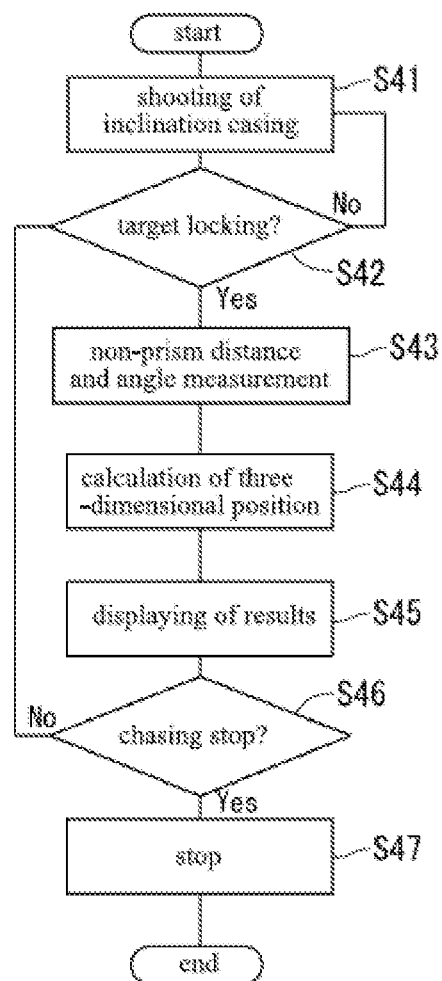 start
S41
shooting of
inclination casing
No
target locking?
S42
Yes
non-prism distance
and angle measurement
S43
calculation of three
-dimensional position
S44
displaying of results
S45
S46
No
chasing stop?
Yes
stop
S47
end